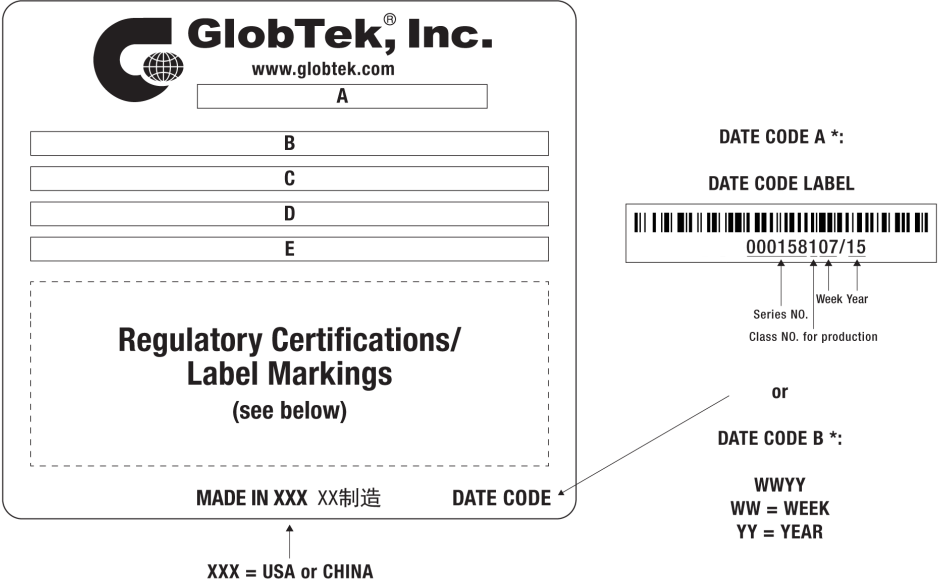 GlobTek,® Inc.
www.globtek.com
A
B
C
D
E
Regulatory Certifications/
Label Markings
(see below)
MADE IN XXX XX制造
DATE CODE
XXX = USA or CHINA
DATE CODE A *:
DATE CODE LABEL
000158107/15
Week Year
Series NO.
Class NO. for production
or
DATE CODE B *:
WWYY
WW = WEEK
YY = YEAR